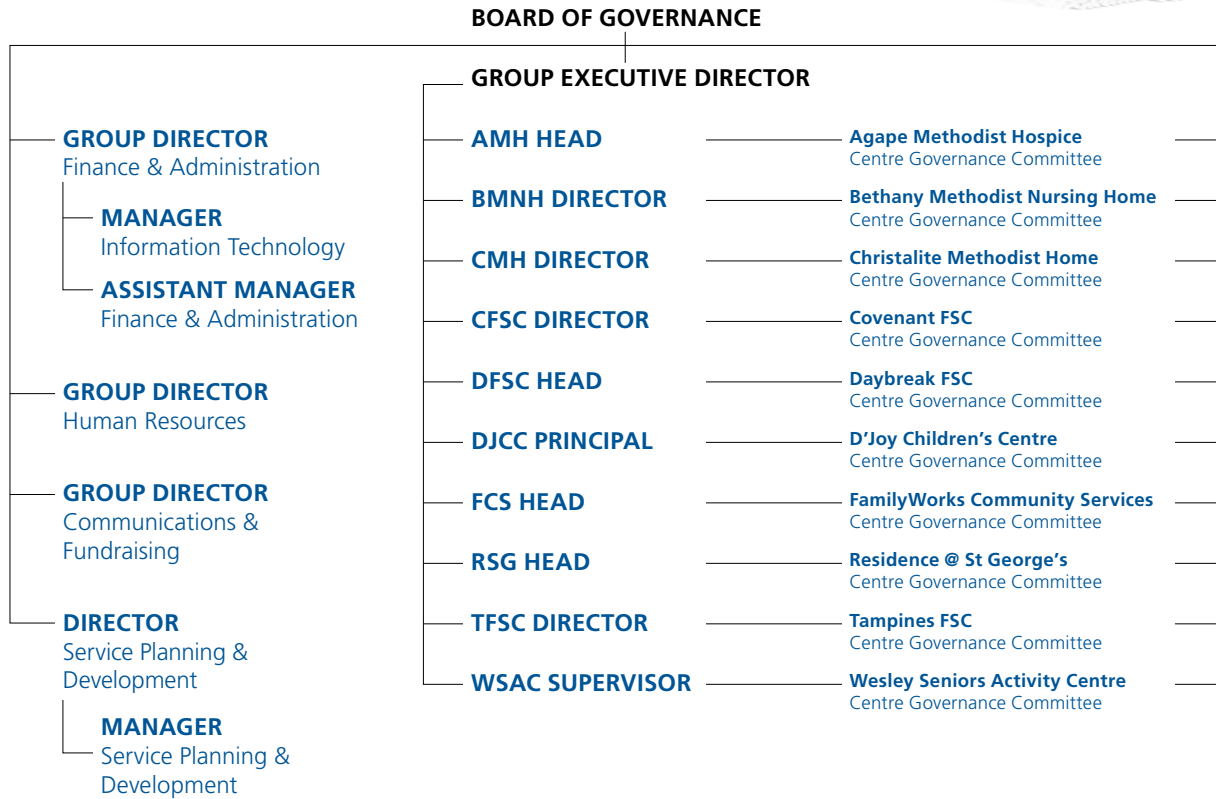 BOARD OF GOVERNANCE
GROUP EXECUTIVE DIRECTOR
GROUP DIRECTOR
Finance & Administration
MANAGER
Information Technology
ASSISTANT MANAGER
Finance & Administration
GROUP DIRECTOR
Human Resources
GROUP DIRECTOR
Communications &
Fundraising
DIRECTOR
Service Planning &
Development
MANAGER
Service Planning &
Development
AMH HEAD
Agape Methodist Hospice
Centre Governance Committee
BMNH DIRECTOR
Bethany Methodist Nursing Home
Centre Governance Committee
CMH DIRECTOR
Christalite Methodist Home
Centre Governance Committee
CFSC DIRECTOR
Covenant FSC
Centre Governance Committee
DFSC HEAD
Daybreak FSC
Centre Governance Committee
DJCC PRINCIPAL
D’Joy Children’s Centre
Centre Governance Committee
FCS HEAD
FamilyWorks Community Services
Centre Governance Committee
RSG HEAD
Residence @ St George’s
Centre Governance Committee
TFSC DIRECTOR
Tampines FSC
Centre Governance Committee
WSAC SUPERVISOR
Wesley Seniors Activity Centre
Centre Governance Committee